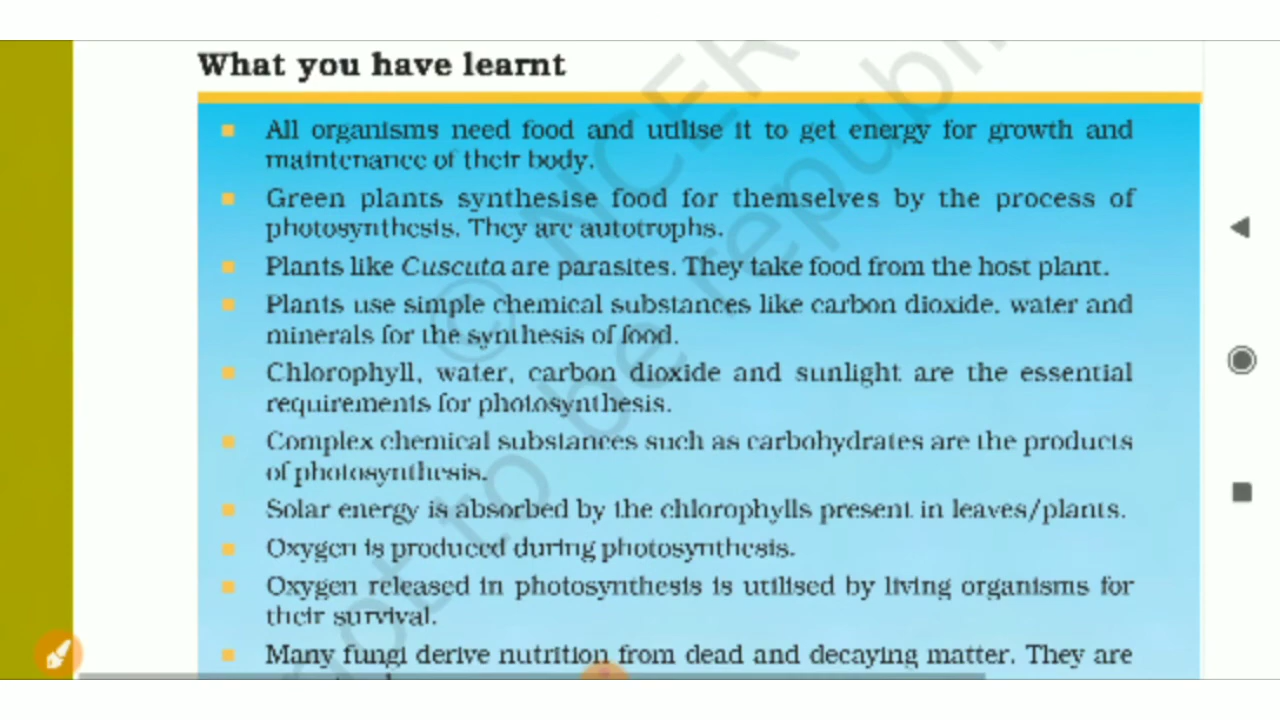 What you have learnt
All organisms need food and utilise it to get energy for growth and
maintenance of their body.
Green plants synthesise food for themselves by the process of
photosynthesis. They are autotrophs.
Plants like Cuscuta are parasites. They take food from the host plant.
Plants use simple chemical substances like carbon dioxide, water and
minerals for the synthesis of food.
Chlorophyll, water, carbon dioxide and sunlight are the essential
requirements for photosynthesis.
Complex chemical substances such as carbohydrates are the products
of photosynthesis.
Solar energy is absorbed by the chlorophylls present in leaves/plants.
Oxygen is produced during photosynthesis.
Oxygen released in photosynthesis is utilised by living organisms for
their survival.
Many fungi derive nutrition from dead and decaying matter. They are
© NCER
not to be republi